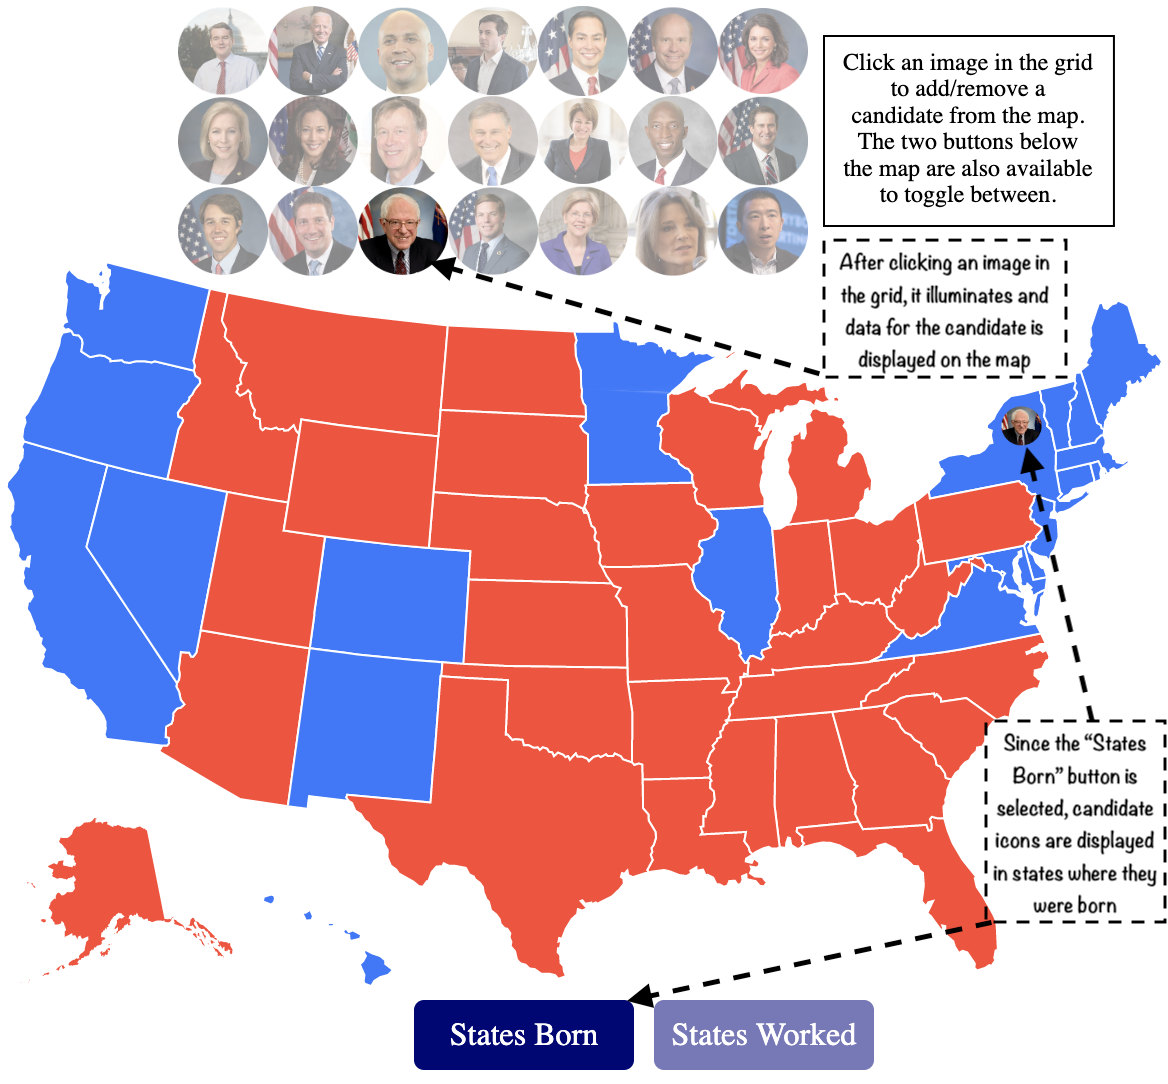 Click an image in the grid
to add/remove a
candidate from the map.
The two buttons below
the map are also available
to toggle between.
After clicking an image in
the grid, it illuminates and
data for the candidate is
displayed on the map
Since the “States
Born” button is
selected, candidate
icons are displayed
in states where they
were born
States Born
States Worked